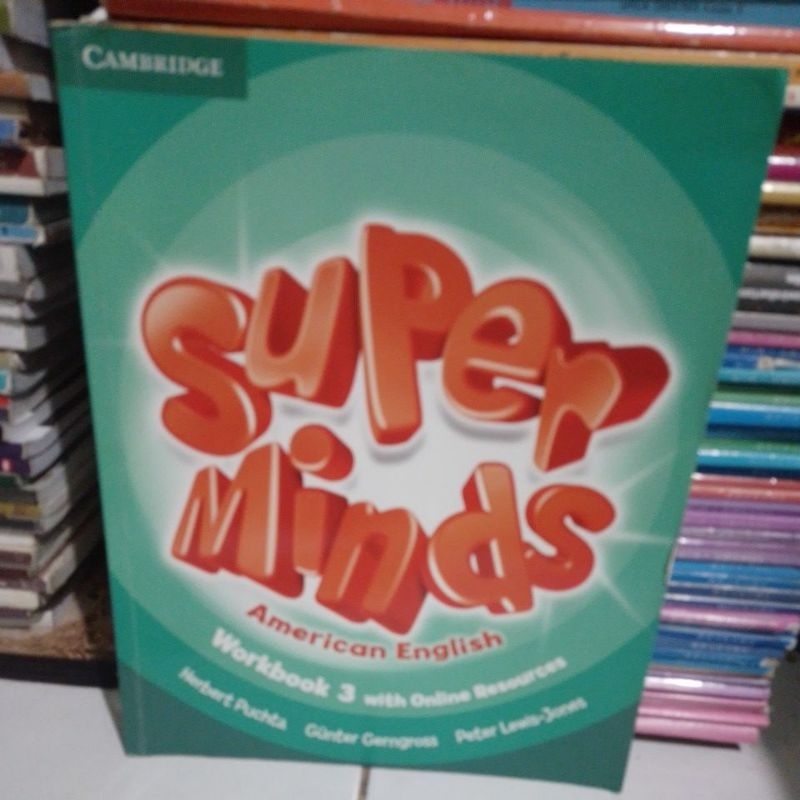 CAMBRIDGE
Super
Minds
American English
Workbook 3 with Online Resources
Herbert Puchta Günter Gerngross Peter Lewis-Jones